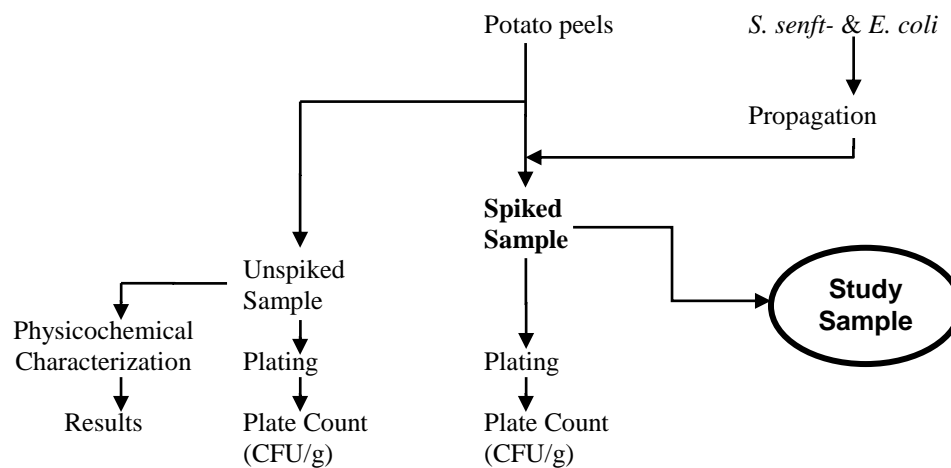 Potato peels
S. senft- & E. coli
Propagation
Spiked
Sample
Unspiked
Sample
Study
Sample
Physicochemical
Characterization
Plating
Plating
Results
Plate Count
(CFU/g)
Plate Count
(CFU/g)